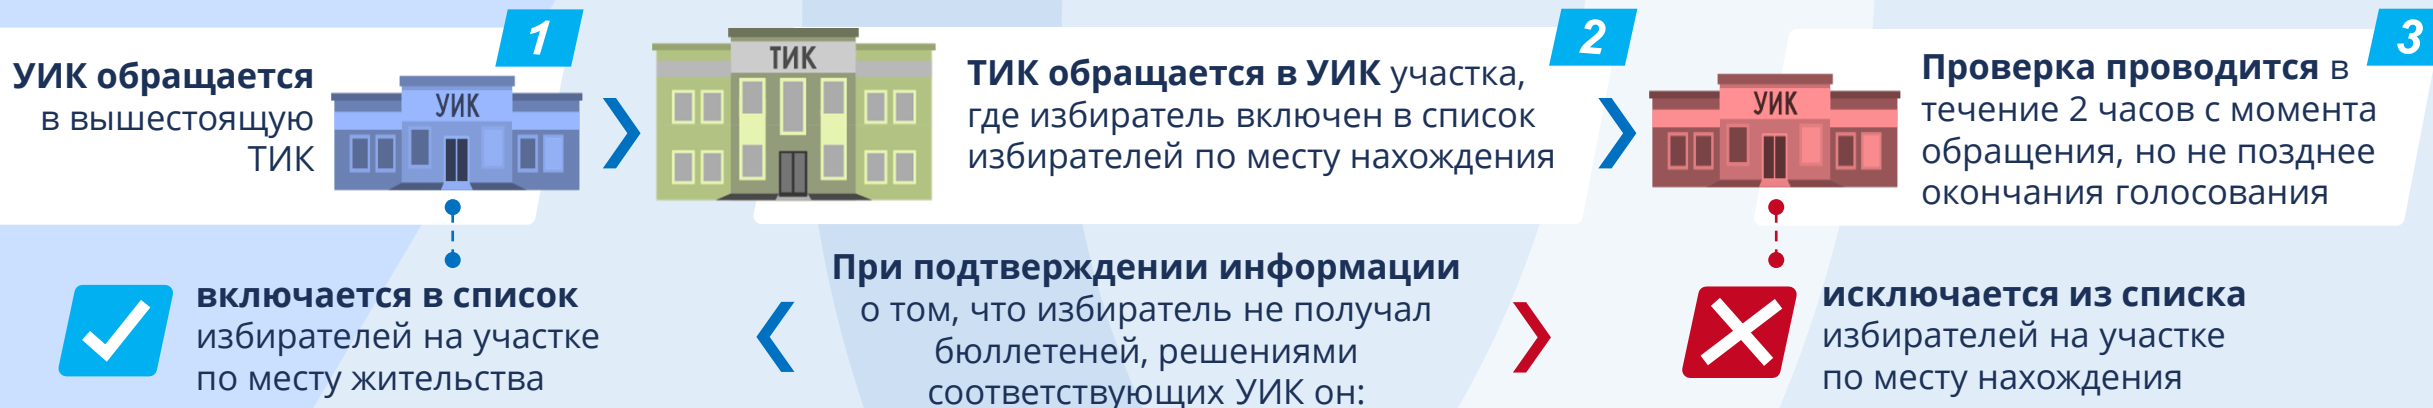 1
УИК обращается
в вышестоящую
ТИК
УИК
ТИК
2
ТИК обращается в УИК участка,
где избиратель включен в список
избирателей по месту нахождения
УИК
3
Проверка проводится в
течение 2 часов с момента
обращения, но не позднее
окончания голосования
включается в список
избирателей на участке
по месту жительства
При подтверждении информации
о том, что избиратель не получал
бюллетеней, решениями
соответствующих УИК он:
исключается из списка
избирателей на участке
по месту нахождения